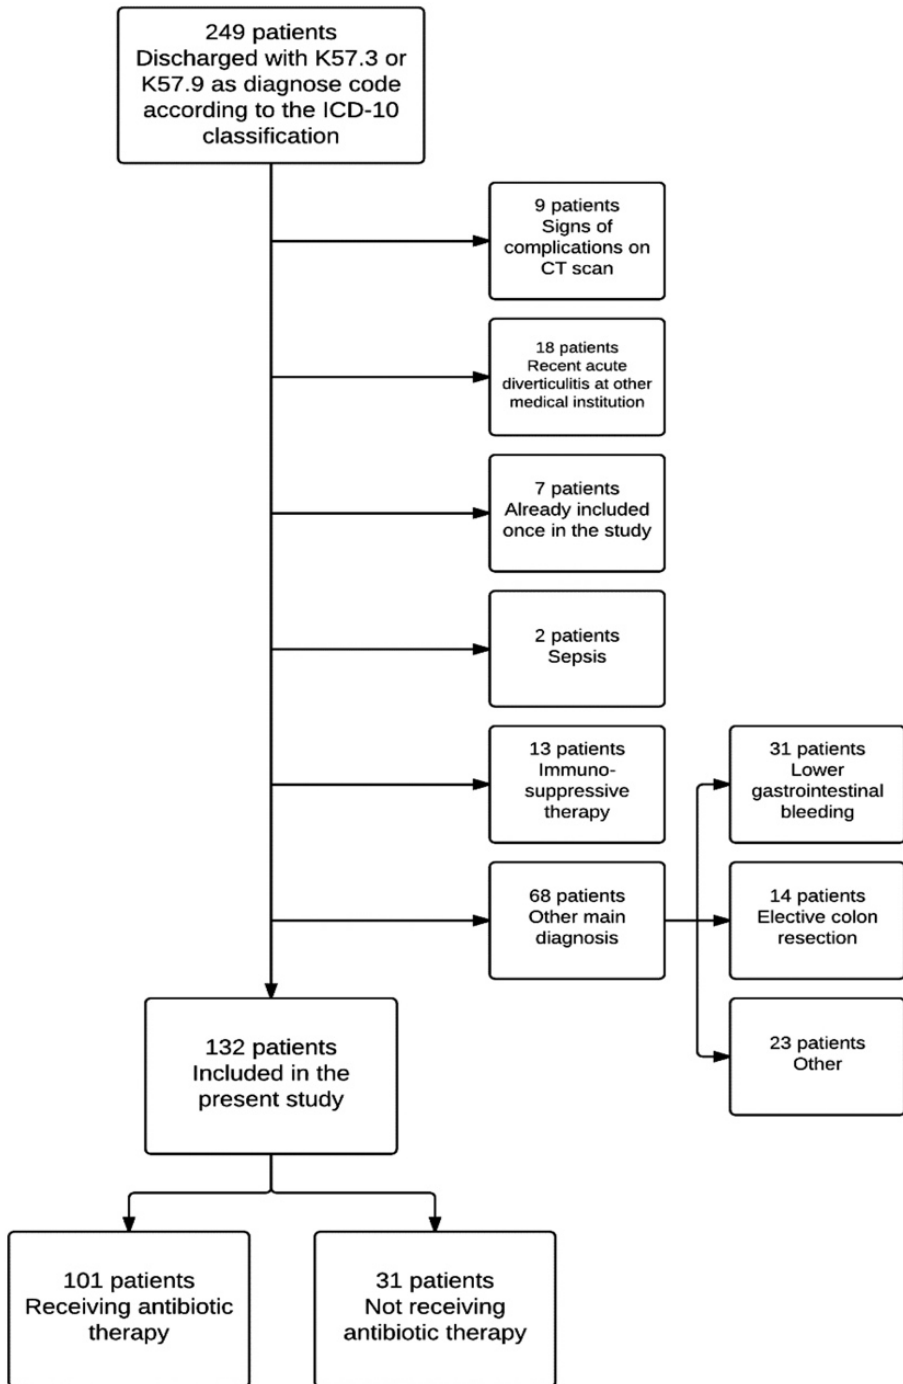 249 patients
Discharged with K57.3 or
K57.9 as diagnose code
according to the ICD-10
classification
9 patients
Signs of
complications on
CT scan
18 patients
Recent acute
diverticulitis at other
medical institution
7 patients
Already included
once in the study
2 patients
Sepsis
13 patients
Immuno-
suppressive
therapy
31 patients
Lower
gastrointestinal
bleeding
68 patients
Other main
diagnosis
14 patients
Elective colon
resection
23 patients
Other
132 patients
Included in the
present study
101 patients
Receiving antibiotic
therapy
31 patients
Not receiving
antibiotic therapy